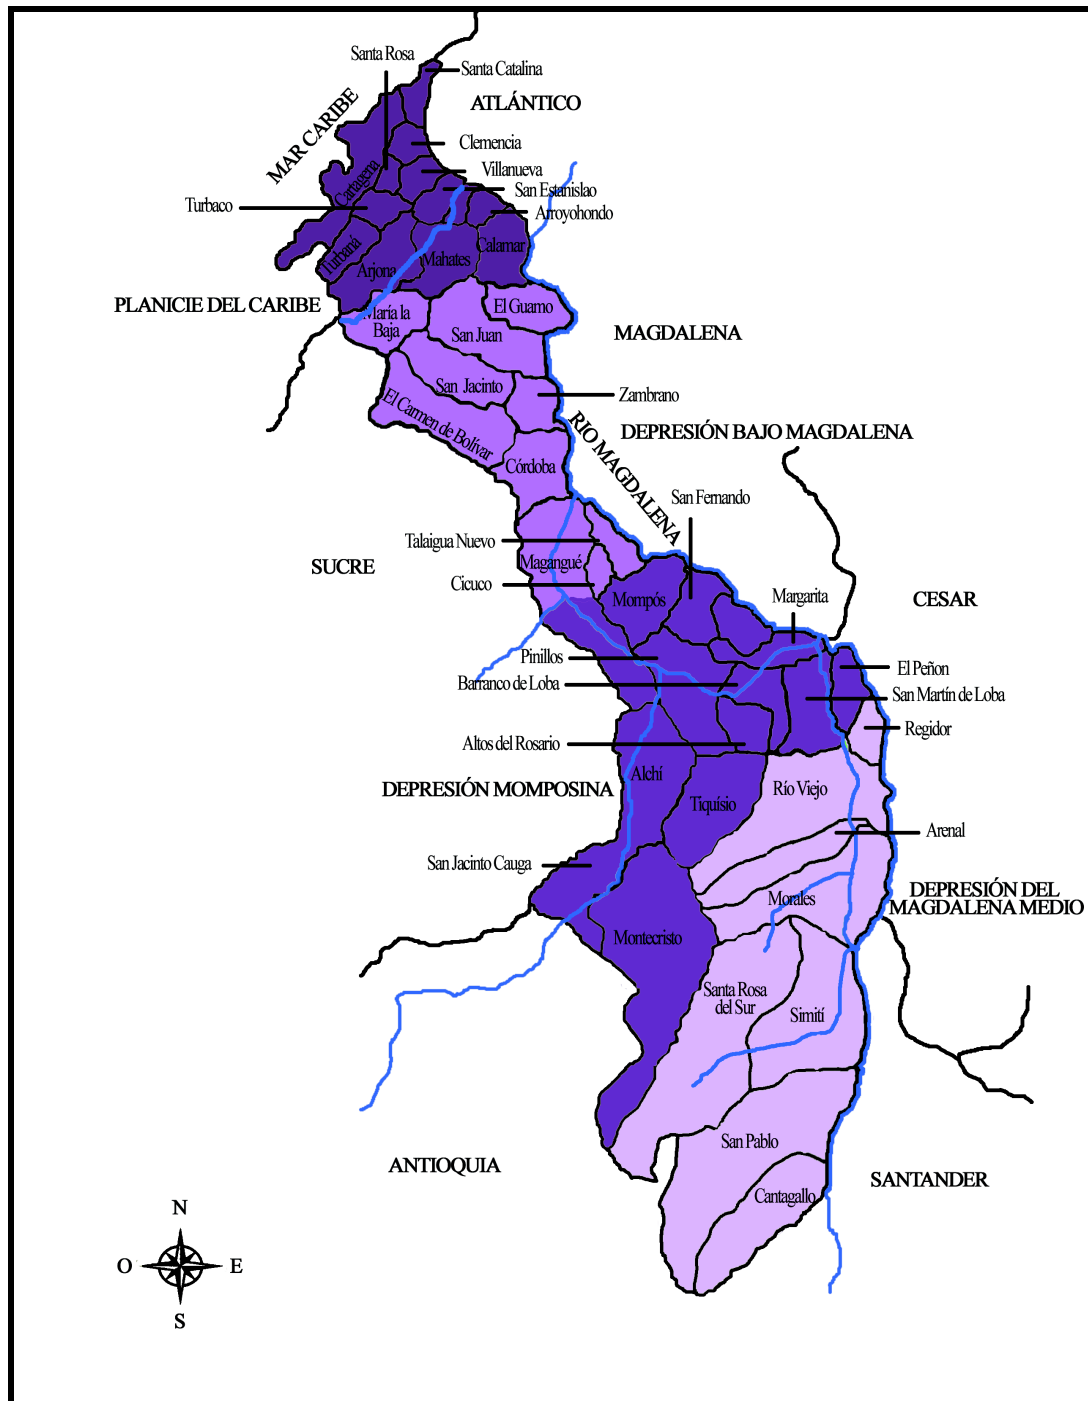 Santa Rosa
Santa Catalina
ATLÁNTICO
MAR CARIBE
Clemencia
Villanueva
Cartagena
San Estanislao
Turbaco
Arroyohondo
Turbaná
Calamar
Mahates
Arjona
PLANICIE DEL CARIBE
María la
Baja
El Guamo
San Juan
MAGDALENA
San Jacinto
Zambrano
El Carmen de Bolívar
RIO MAGDALENA
DEPRESIÓN BAJO MAGDALENA
Córdoba
San Fernando
Talaigua Nuevo
SUCRE
Magangué
Cicuco
Mompós
Margarita
CESAR
Pinillos
El Peñon
Barranco de Loba
San Martín de Loba
Regidor
Altos del Rosario
Alchí
DEPRESIÓN MOMPOSINA
Río Viejo
Tiquísio
Arenal
San Jacinto Cauga
DEPRESIÓN DEL
MAGDALENA MEDIO
Morales
Montecristo
Santa Rosa
del Sur
Simití
San Pablo
ANTIOQUIA
SANTANDER
Cantagallo
N
O
E
S